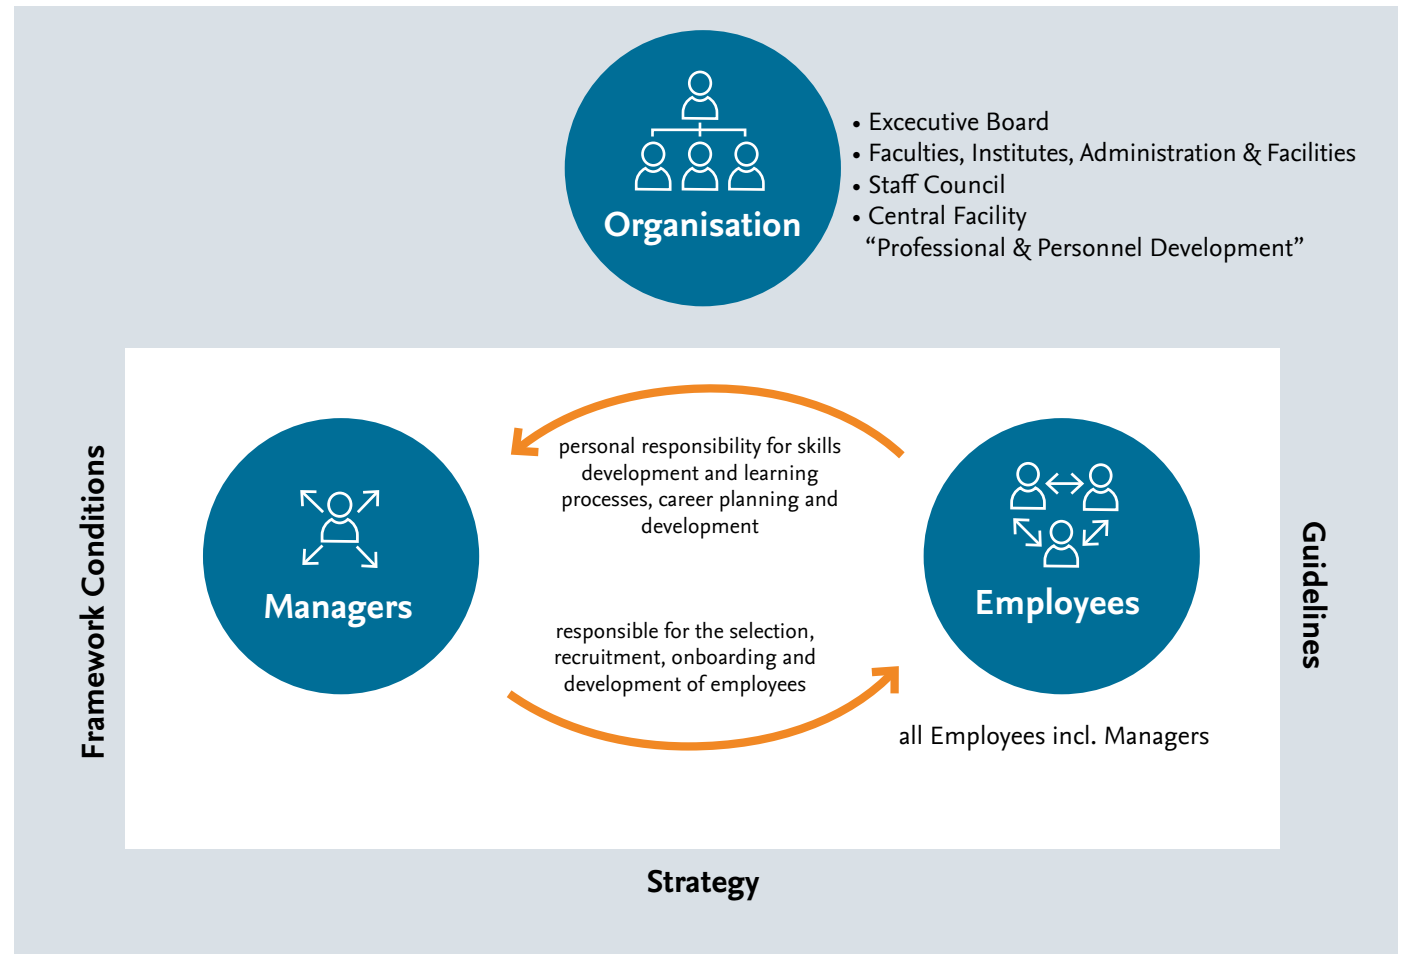 Organisation
• Excecutive Board
• Faculties, Institutes, Administration & Facilities
• Staff Council
• Central Facility
“Professional & Personnel Development”
Framework Conditions
Managers
personal responsibility for skills
development and learning
processes, career planning and
development
responsible for the selection,
recruitment, onboarding and
development of employees
Employees
all Employees incl. Managers
Guidelines
Strategy